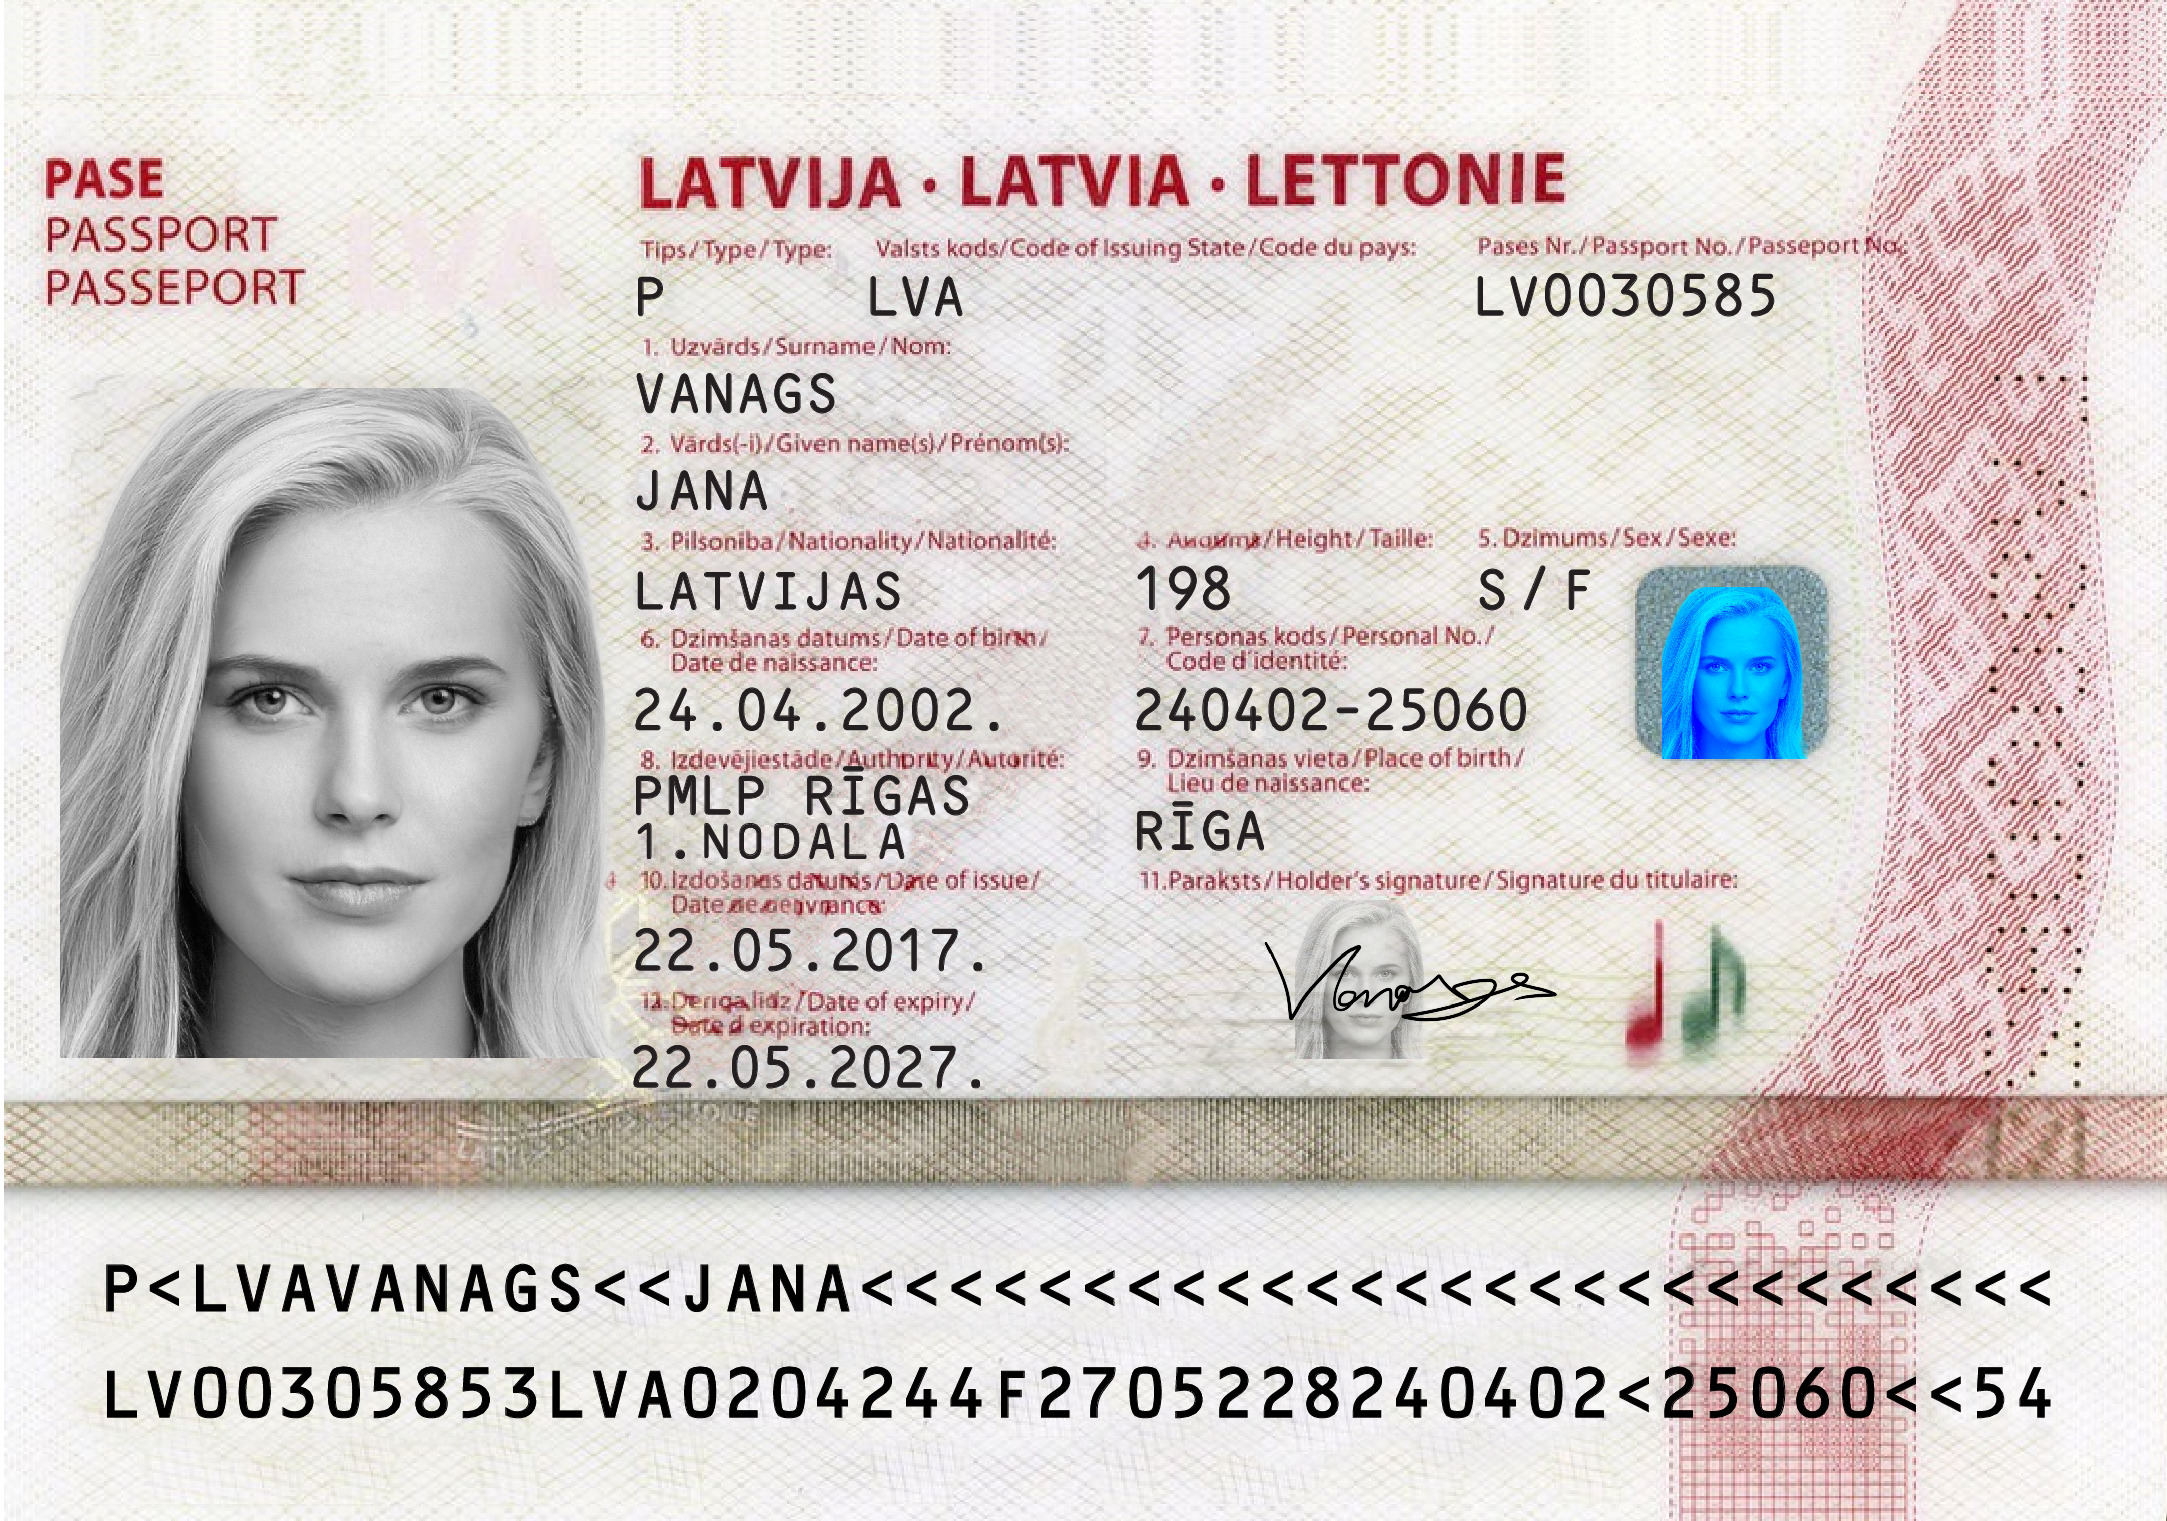 PASE
PASSPORT
PASSEPORT
LVA
LATVIJA · LATVIA · LETTONIE
Tips/Type/Type: Valsts kods/Code of Issuing State/Code du pays: Pases Nr./Passport No./Passeport No.:
P LVA LV0030585
1. Uzvārds/Surname/Nom:
VANAGS
2. Vārds(-i)/Given name(s)/Prénom(s):
JANA
3. Pilsonība/Nationality/Nationalité: 4. Augums/Height/Taille: 5. Dzimums/Sex/Sexe:
LATVIJAS 198 S/F
6. Dzimšanas datums/Date of birth/ 7. Personas kods/Personal No./
Date de naissance: Code d'identité:
24.04.2002. 240402-25060
8. Izdevējiestāde/Authority/Autorité: 9. Dzimšanas vieta/Place of birth/
Lieu de naissance:
PMLP RĪGAS
1.NODALA RĪGA
10. Izdošanas datums/Date of issue/ 11. Paraksts/Holder's signature/Signature du titulaire:
Date de
22.05.2017.
Vanags
12. /Date of expiry/
Date d expiration:
22.05.2027.
P<LVAVANAGS<<JANA<<<<<<<<<<<<<<<<<<<<<<<<<<<
LV00305853LVA0204244F2705228240402<25060<<54